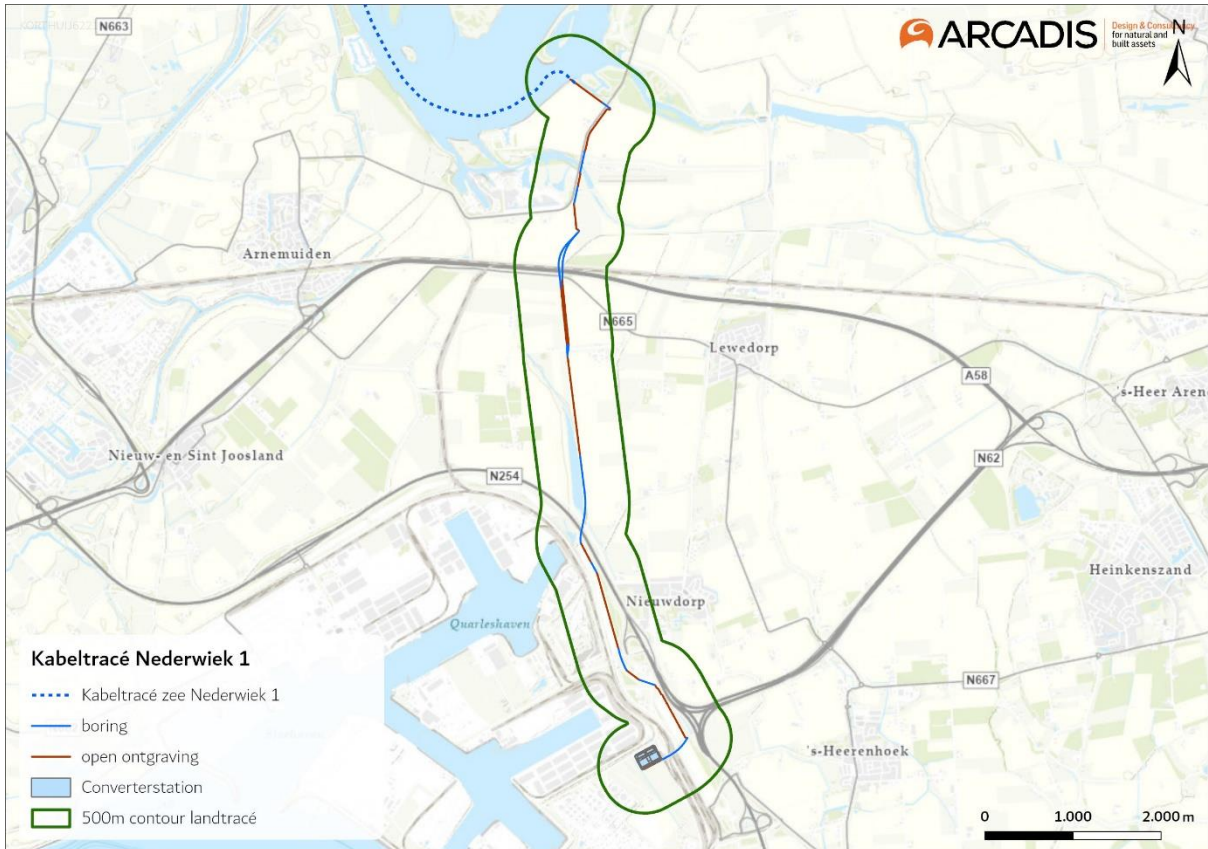 N663
ARCADIS
Design & Consultancy
for natural and
built assets
N
Arnemuiden
N665
Lewedorp
A58
's-Heer Aren
Nieuw- en Sint Joosland
N254
N62
Heinkenszand
Nieuwdorp
Quarleshaven
N667
's-Heerenhoek
Kabeltracé Nederwiek 1
Kabeltracé zee Nederwiek 1
boring
open ontgraving
Converterstation
500m contour landtracé
0 1.000 2.000 m